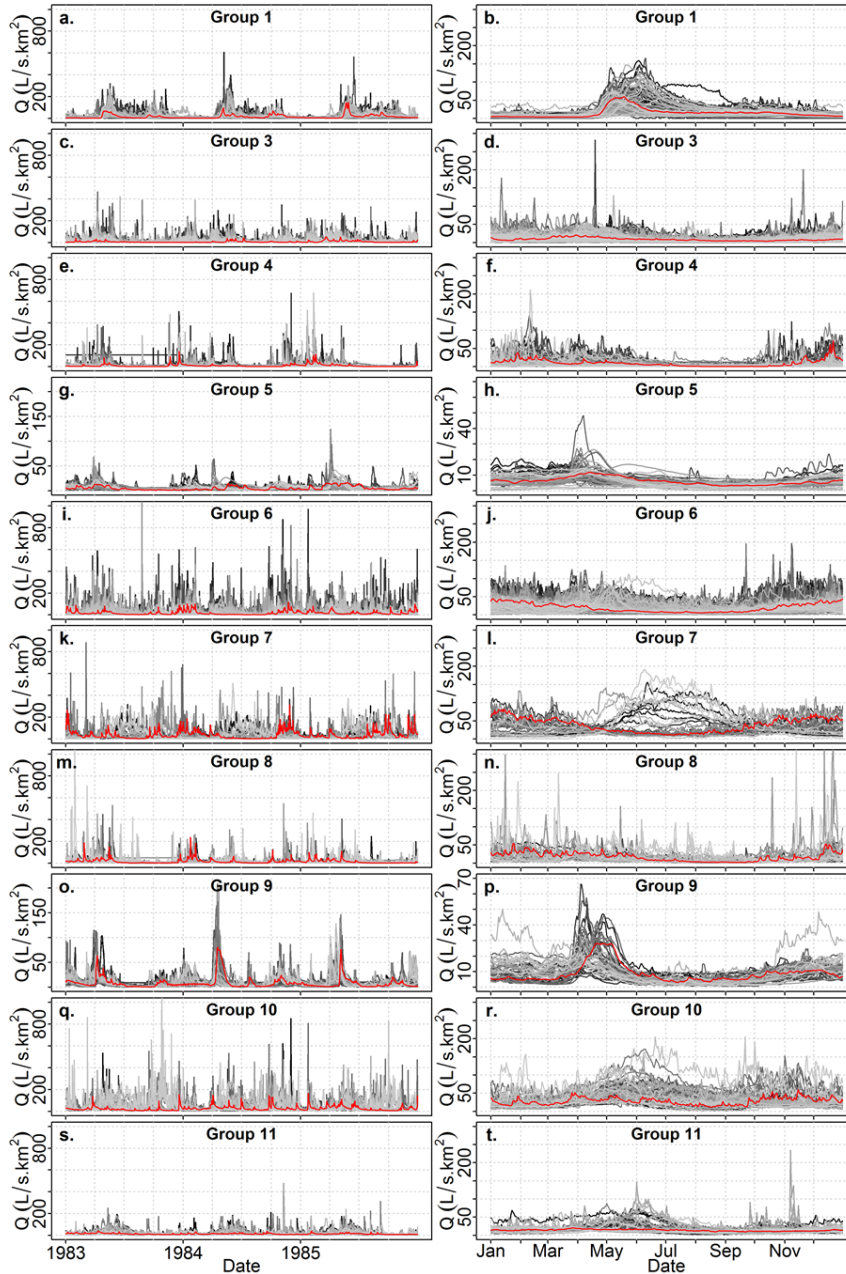 a. Group 1
Q (L/s.km²)
200 800
b. Group 1
Q (L/s.km²)
50 200
c. Group 3
Q (L/s.km²)
200 800
d. Group 3
Q (L/s.km²)
50 200
e. Group 4
Q (L/s.km²)
200 800
f. Group 4
Q (L/s.km²)
50 200
g. Group 5
Q (L/s.km²)
50 150
h. Group 5
Q (L/s.km²)
10 40
i. Group 6
Q (L/s.km²)
200 800
j. Group 6
Q (L/s.km²)
50 200
k. Group 7
Q (L/s.km²)
200 800
l. Group 7
Q (L/s.km²)
50 200
m. Group 8
Q (L/s.km²)
200 800
n. Group 8
Q (L/s.km²)
50 200
o. Group 9
Q (L/s.km²)
50 150
p. Group 9
Q (L/s.km²)
10 40 70
q. Group 10
Q (L/s.km²)
200 800
r. Group 10
Q (L/s.km²)
50 200
s. Group 11
Q (L/s.km²)
200 800
t. Group 11
Q (L/s.km²)
50 200
1983 1984 1985
Date
Jan Mar May Jul Sep Nov
Date